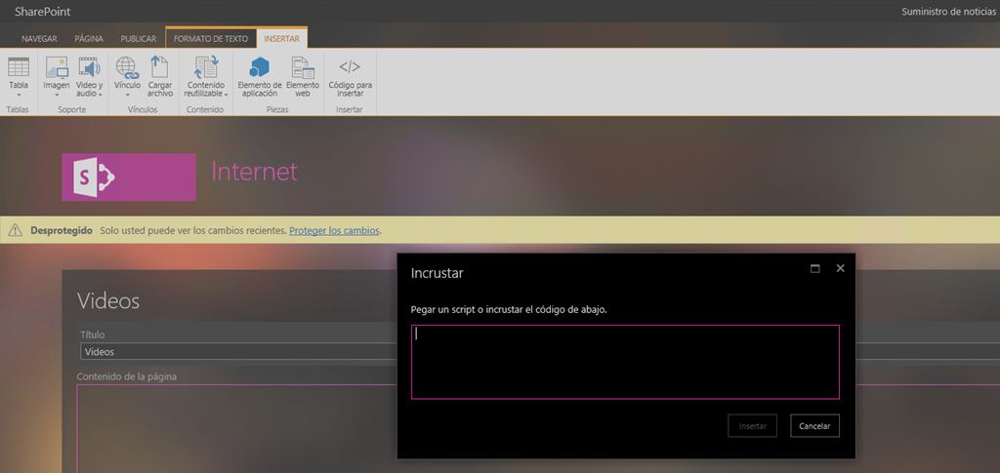 SharePoint
Suministro de noticias
NAVEGAR PÁGINA PUBLICAR FORMATO DE TEXTO INSERTAR
Tabla
Imagen
Vídeo y audio
Vínculo
Cargar archivo
Contenido reutilizable
Elemento de aplicación
Elemento web
Código para insertar
Tablas Soporte Vínculos Contenido Piezas Insertar
S
Internet
Desprotegido Solo usted puede ver los cambios recientes. Proteger los cambios.
Incrustar
Pegar un script o incrustar el código de abajo.
Insertar Cancelar
Videos
Título
Videos
Contenido de la página